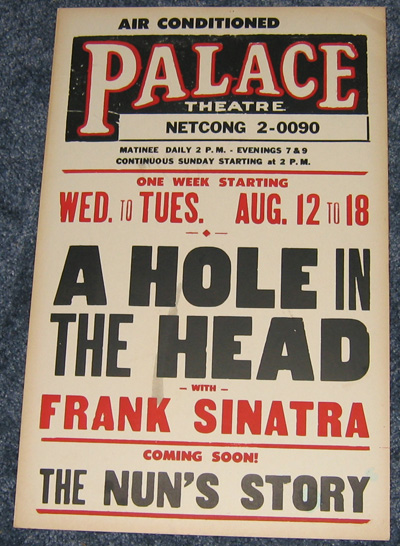 AIR CONDITIONED
PALACE
THEATRE
NETCONG 2-0090
MATINEE DAILY 2 P.M. - EVENINGS 7 & 9
CONTINUOUS SUNDAY STARTING at 2 P.M.
ONE WEEK STARTING
WED. TO TUES. AUG. 12 TO 18
A HOLE IN
THE HEAD
- WITH -
FRANK SINATRA
COMING SOON!
THE NUN'S STORY